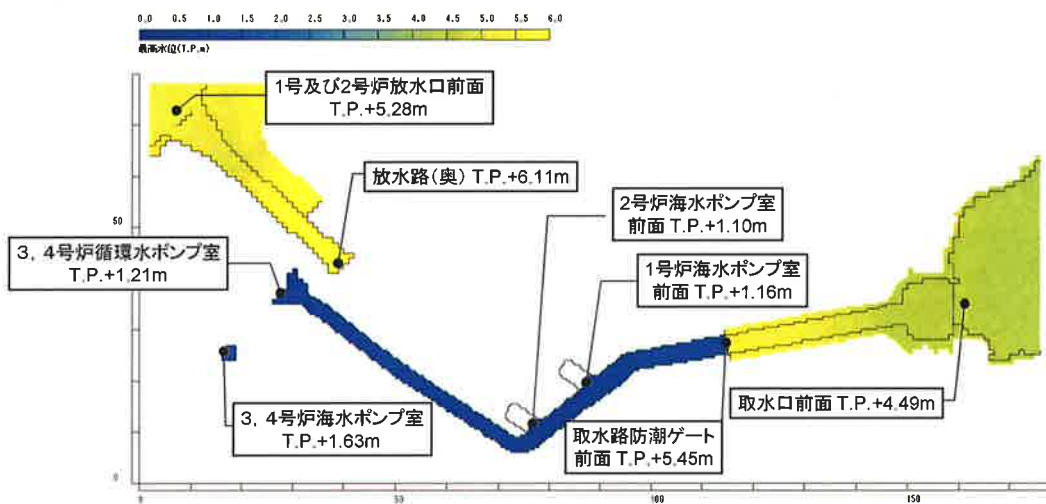 0.0 0.5 1.0 1.5 2.0 2.5 3.0 3.5 4.0 4.5 5.0 5.5 6.0
最高水位(T.P.m)
1号及び2号炉放水口前面
T.P.+5.28m
放水路(奥) T.P.+6.11m
2号炉海水ポンプ室
前面 T.P.+1.10m
50
3, 4号炉循環水ポンプ室
T.P.+1.21m
1号炉海水ポンプ室
前面 T.P.+1.16m
取水口前面 T.P.+4.49m
3, 4号炉海水ポンプ室
T.P.+1.63m
取水路防潮ゲート
前面 T.P.+5.45m
0
0 50 100 150